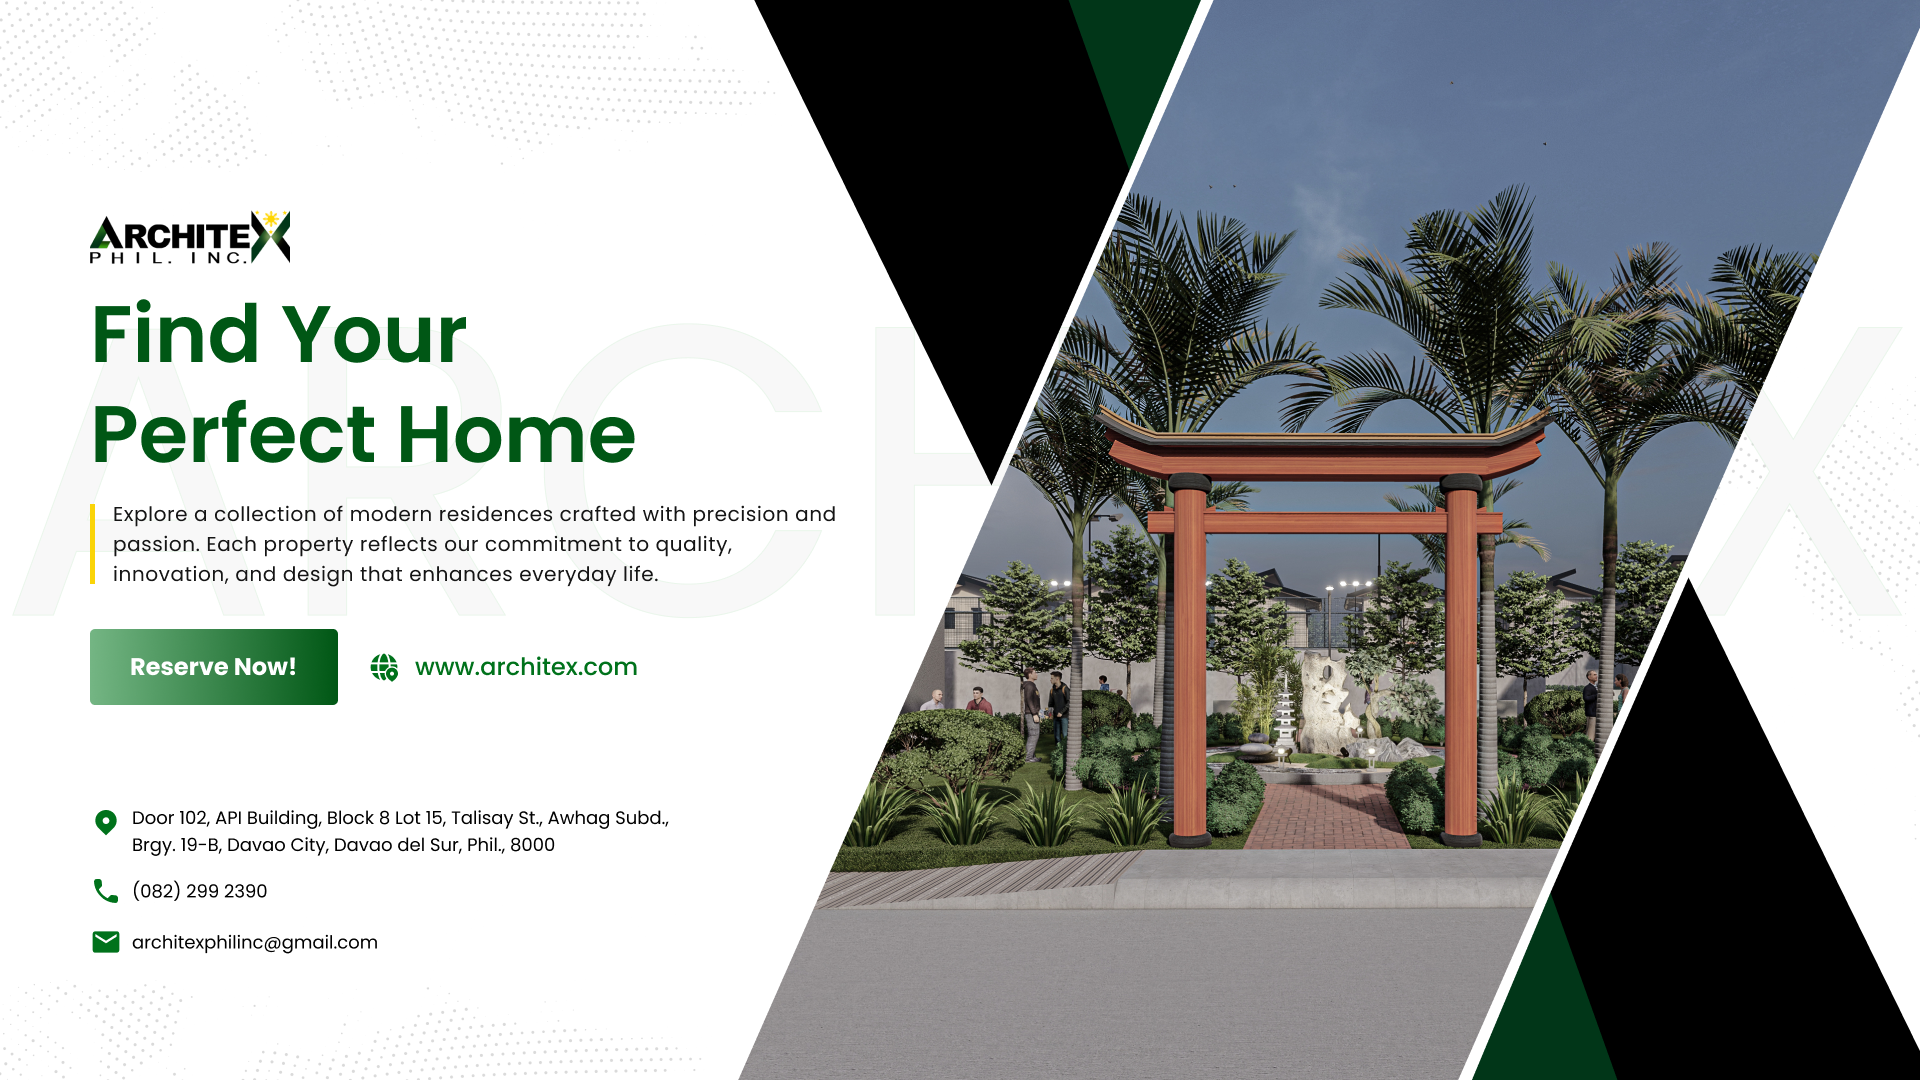 ARCHITEX
PHIL. INC.
Find Your
Perfect Home
Explore a collection of modern residences crafted with precision and
passion. Each property reflects our commitment to quality,
innovation, and design that enhances everyday life.
Reserve Now!
www.architex.com
Door 102, API Building, Block 8 Lot 15, Talisay St., Awhag Subd.,
Brgy. 19-B, Davao City, Davao del Sur, Phil., 8000
(082) 299 2390
architexphilinc@gmail.com
ARCH X